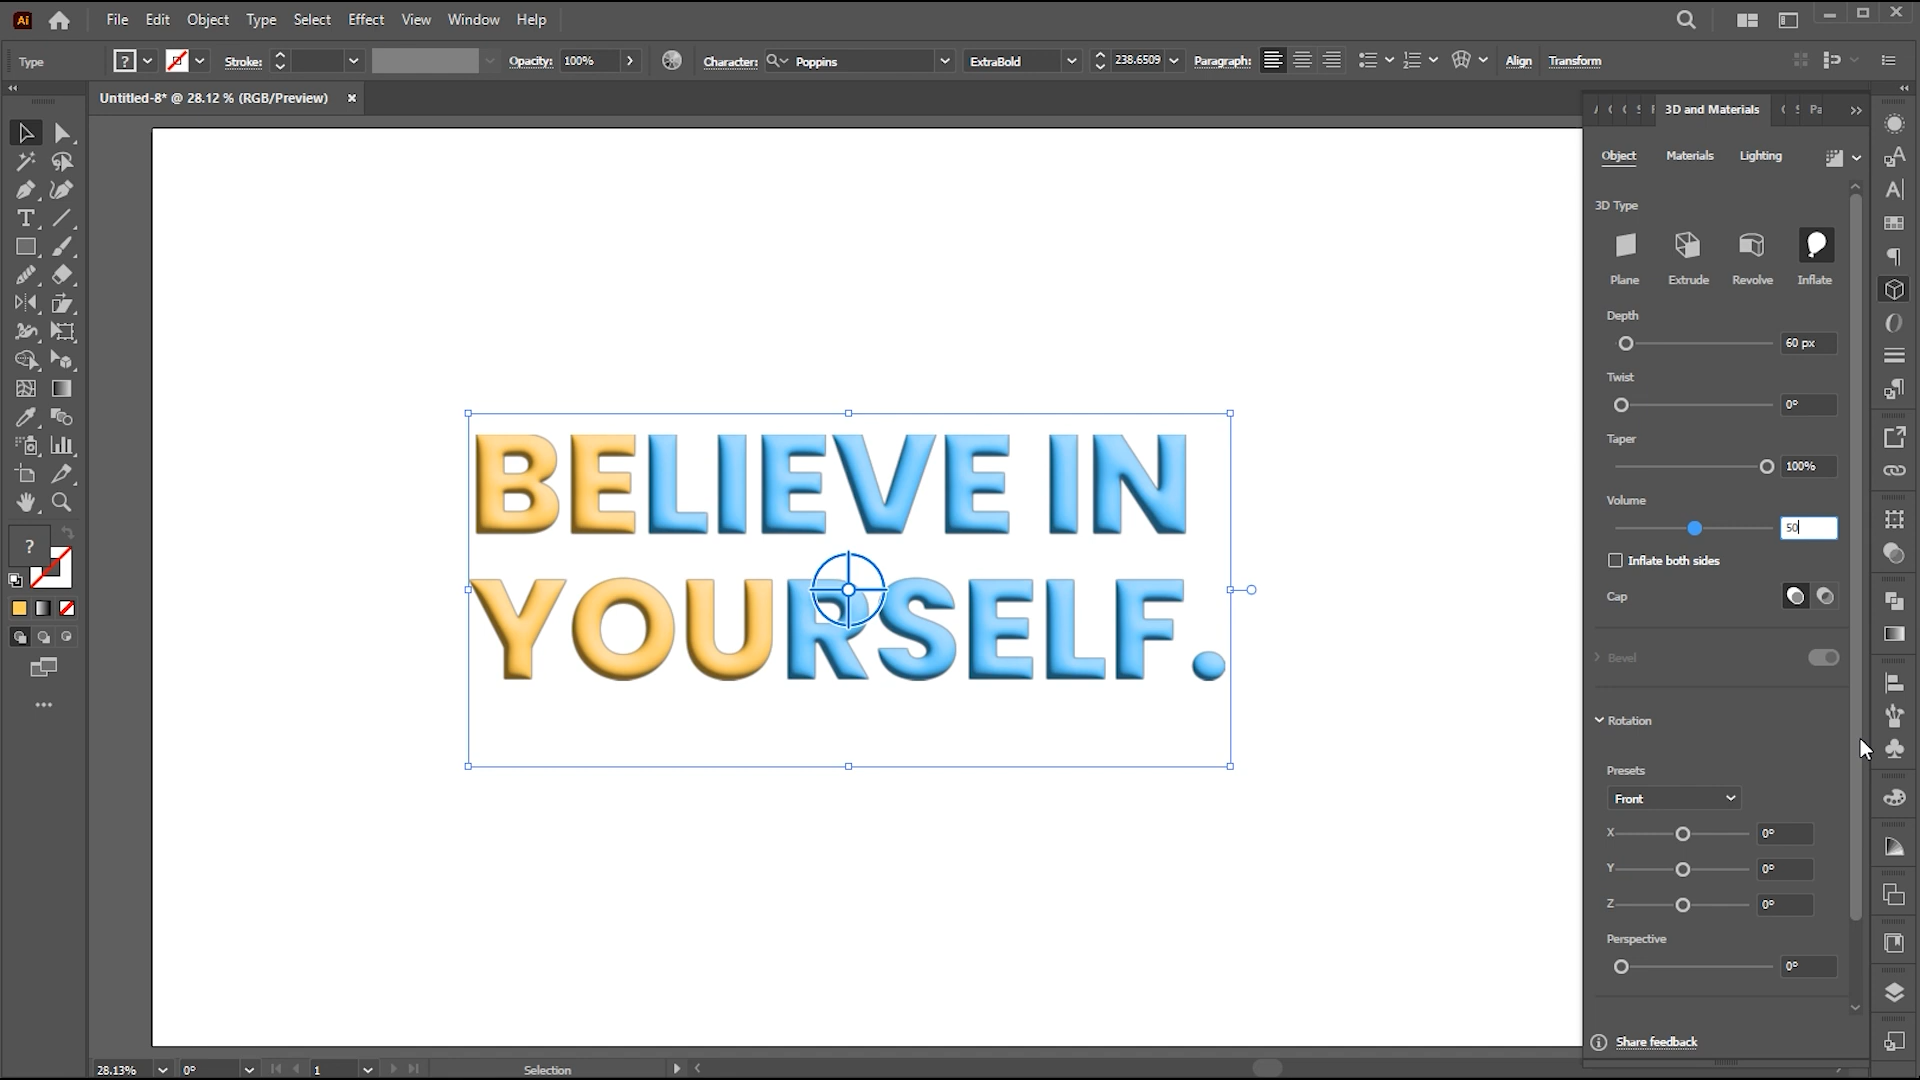 Ai File Edit Object Type Select Effect View Window Help
Type ? Stroke: Opacity: 100% Character: Poppins ExtraBold 238.6509 Paragraph: Align Transform
Untitled-8* @ 28.12 % (RGB/Preview)
3D and Materials Pa
Object Materials Lighting
3D Type
Plane Extrude Revolve Inflate
Depth
60 px
Twist
0°
Taper
100%
Volume
50
Inflate both sides
Cap
Bevel
Rotation
Presets
Front
X 0°
Y 0°
Z 0°
Perspective
0°
Share feedback
BELIEVE IN
YOURSELF.
?
28.13% 0° 1 Selection